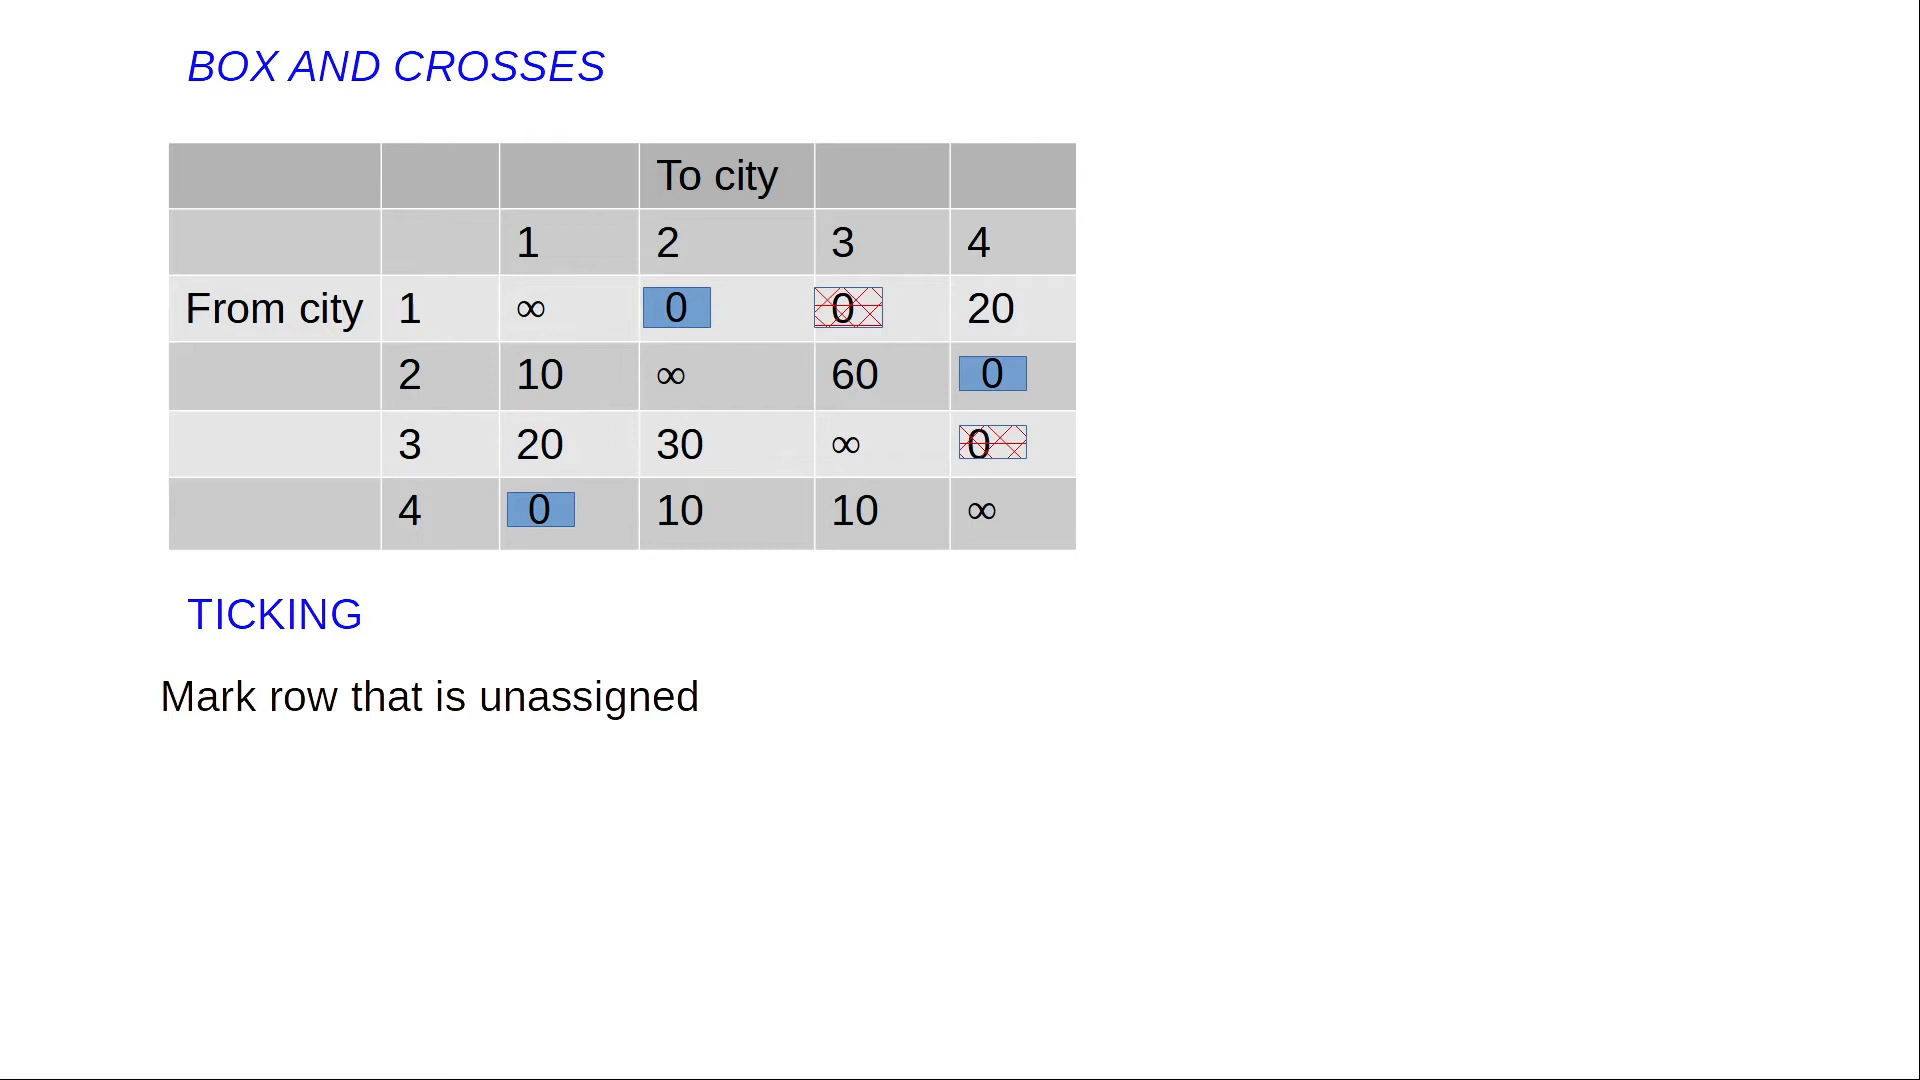 BOX AND CROSSES
To city
1 2 3 4
From city 1 ∞ 0 0 20
2 10 ∞ 60 0
3 20 30 ∞ 0
4 0 10 10 ∞
TICKING
Mark row that is unassigned